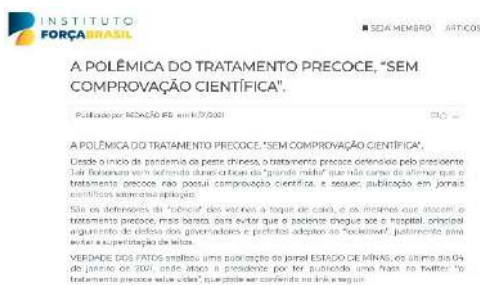 INSTITUTO
FORÇABRASIL
SEJA MEMBRO ARTIGOS
A POLÊMICA DO TRATAMENTO PRECOCE, “SEM
COMPROVAÇÃO CIENTÍFICA”.
Publicado por REDAÇÃO IFB em
A POLÊMICA DO TRATAMENTO PRECOCE, “SEM COMPROVAÇÃO CIENTÍFICA”.
Desde o início da pandemia da peste chinesa, o tratamento precoce defendido pelo presidente
Jair Bolsonaro vem sofrendo duras críticas da “grande mídia” que não cansa de afirmar que o
tratamento precoce não possui comprovação científica, e sequer, publicação em jornais
científicos sobre essa aplicação.
São os defensores da “ciência” das vacinas a toque de caixa, e os mesmos que atacam o
tratamento precoce, mais barato, para evitar que o paciente chegue até o hospital, principal
argumento de defesa dos governadores e prefeitos adeptos ao “lockdown”, justamente para
evitar a superlotação de leitos.
VERDADE DOS FATOS analisou uma publicação do jornal ESTADO DE MINAS, do último dia 04
de janeiro de 2021, onde ataca o presidente por ter publicado uma frase no twitter: “o
tratamento precoce salva vidas”, que pode ser conferido no link a seguir.